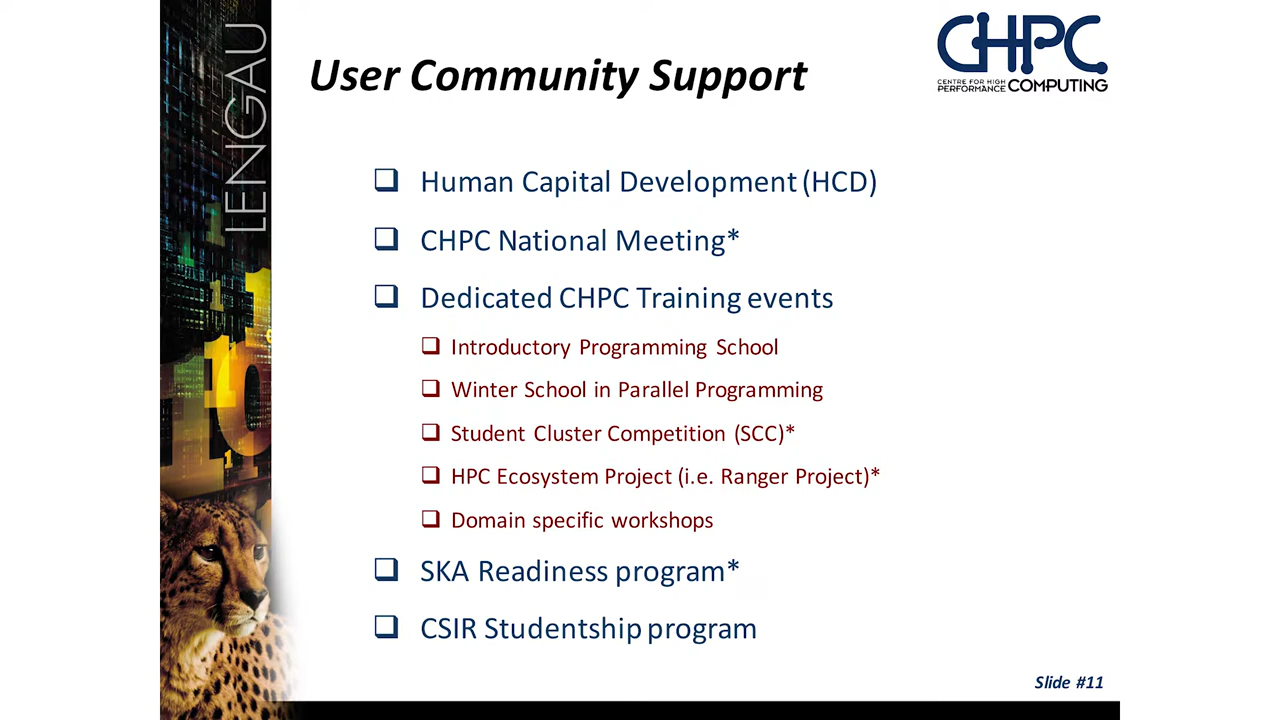 LENGAU
User Community Support
CHPC
CENTRE FOR HIGH
PERFORMANCE COMPUTING
❑ Human Capital Development (HCD)
❑ CHPC National Meeting*
❑ Dedicated CHPC Training events
❑ Introductory Programming School
❑ Winter School in Parallel Programming
❑ Student Cluster Competition (SCC)*
❑ HPC Ecosystem Project (i.e. Ranger Project)*
❑ Domain specific workshops
❑ SKA Readiness program*
❑ CSIR Studentship program
Slide #11